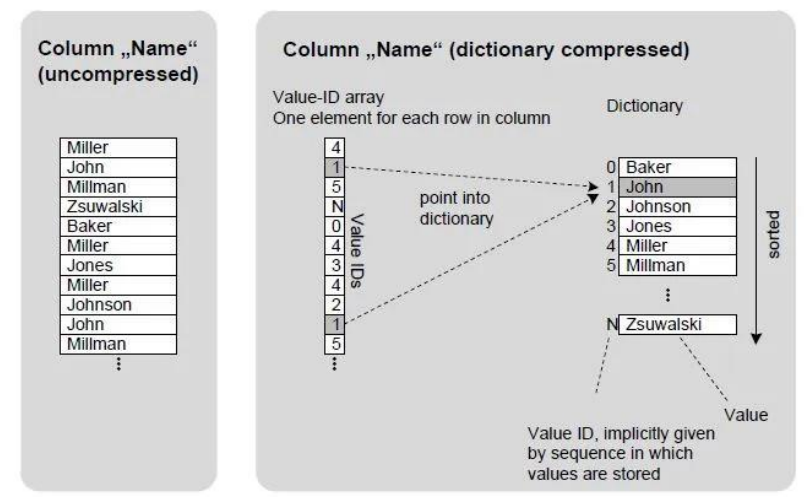 Column „Name“
(uncompressed)
Miller
John
Millman
Zsuwalski
Baker
Miller
Jones
Miller
Johnson
John
Millman
Column „Name“ (dictionary compressed)
Value-ID array
One element for each row in column
4
1
5
N
0
4
3
4
2
1
5
Value IDs
point into
dictionary
Dictionary
0 Baker
1 John
2 Johnson
3 Jones
4 Miller
5 Millman
N Zsuwalski
sorted
Value
Value ID, implicitly given
by sequence in which
values are stored